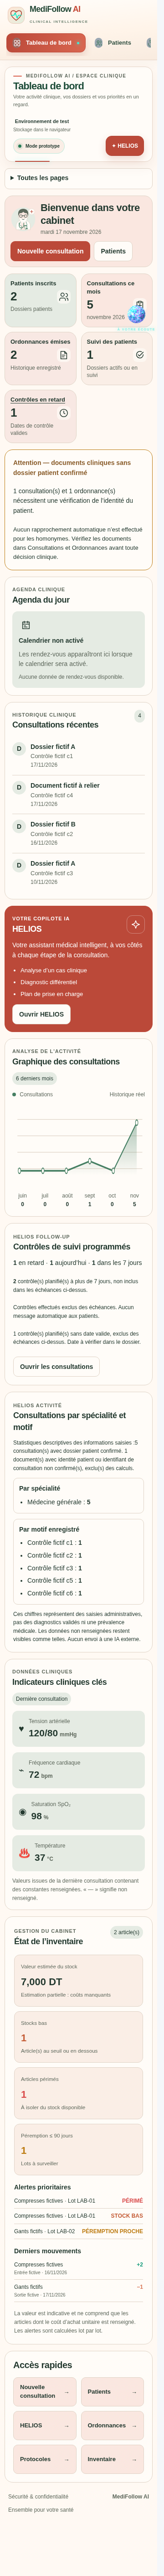 MediFollow AI
CLINICAL INTELLIGENCE
Tableau de bord
Patients
MEDIFOLLOW AI / ESPACE CLINIQUE
Tableau de bord
Votre activité clinique, vos dossiers et vos priorités en un regard.
Environnement de test
Stockage dans le navigateur
Mode prototype
+ HELIOS
▶ Toutes les pages
Bienvenue dans votre
cabinet
mardi 17 novembre 2026
Nouvelle consultation
Patients
Patients inscrits
2
Dossiers patients
Consultations ce
mois
5
novembre 2026
Ordonnances émises
2
Historique enregistré
Suivi des patients
1
Dossiers actifs ou en
suivi
Contrôles en retard
1
Dates de contrôle
valides
Attention — documents cliniques sans
dossier patient confirmé
1 consultation(s) et 1 ordonnance(s)
nécessitent une vérification de l'identité du
patient.
Aucun rapprochement automatique n'est effectué
pour les homonymes. Vérifiez les documents
dans Consultations et Ordonnances avant toute
décision clinique.
AGENDA CLINIQUE
Agenda du jour
Calendrier non activé
Les rendez-vous apparaîtront ici lorsque
le calendrier sera activé.
Aucune donnée de rendez-vous disponible.
HISTORIQUE CLINIQUE
4
Consultations récentes
D
Dossier fictif A
Contrôle fictif c1
17/11/2026
D
Document fictif à relier
Contrôle fictif c4
17/11/2026
D
Dossier fictif B
Contrôle fictif c2
16/11/2026
D
Dossier fictif A
Contrôle fictif c3
10/11/2026
VOTRE COPILOTE IA
HELIOS
Votre assistant médical intelligent, à vos côtés
à chaque étape de la consultation.
• Analyse d'un cas clinique
• Diagnostic différentiel
• Plan de prise en charge
Ouvrir HELIOS
ANALYSE DE L'ACTIVITÉ
Graphique des consultations
6 derniers mois
Consultations
Historique réel
juin juil août sept oct nov
0 0 0 1 0 5
HELIOS FOLLOW-UP
Contrôles de suivi programmés
1 en retard · 1 aujourd'hui · 1 dans les 7 jours
2 contrôle(s) planifié(s) à plus de 7 jours, non inclus
dans les échéances ci-dessus.
Contrôles effectués exclus des échéances. Aucun
message automatique aux patients.
1 contrôle(s) planifié(s) sans date valide, exclus des
échéances ci-dessus. Date à vérifier dans le dossier.
Ouvrir les consultations
HELIOS ACTIVITÉ
Consultations par spécialité et
motif
Statistiques descriptives des informations saisies :5
consultation(s) avec dossier patient confirmé. 1
document(s) avec identité patient ou identifiant de
consultation non confirmé(s), exclu(s) des calculs.
Par spécialité
• Médecine générale : 5
Par motif enregistré
• Contrôle fictif c1 : 1
• Contrôle fictif c2 : 1
• Contrôle fictif c3 : 1
• Contrôle fictif c5 : 1
• Contrôle fictif c6 : 1
Ces chiffres représentent des saisies administratives,
pas des diagnostics validés ni une prévalence
médicale. Les données non renseignées restent
visibles comme telles. Aucun envoi à une IA externe.
DONNÉES CLINIQUES
Indicateurs cliniques clés
Dernière consultation
Tension artérielle
120/80 mmHg
Fréquence cardiaque
72 bpm
Saturation SpO₂
98 %
Température
37 °C
Valeurs issues de la dernière consultation contenant
des constantes renseignées. « — » signifie non
renseigné.
GESTION DU CABINET
2 article(s)
État de l'inventaire
Valeur estimée du stock
7,000 DT
Estimation partielle : coûts manquants
Stocks bas
1
Article(s) au seuil ou en dessous
Articles périmés
1
À isoler du stock disponible
Péremption ≤ 90 jours
1
Lots à surveiller
Alertes prioritaires
Compresses fictives · Lot LAB-01 PÉRIMÉ
Compresses fictives · Lot LAB-01 STOCK BAS
Gants fictifs · Lot LAB-02 PÉREMPTION PROCHE
Derniers mouvements
Compresses fictives +2
Entrée fictive · 16/11/2026
Gants fictifs −1
Sortie fictive · 17/11/2026
La valeur est indicative et ne comprend que les
articles dont le coût d'achat unitaire est renseigné.
Les alertes sont calculées lot par lot.
Accès rapides
Nouvelle
consultation →
Patients →
HELIOS →
Ordonnances →
Protocoles →
Inventaire →
Sécurité & confidentialité
MediFollow AI
Ensemble pour votre santé